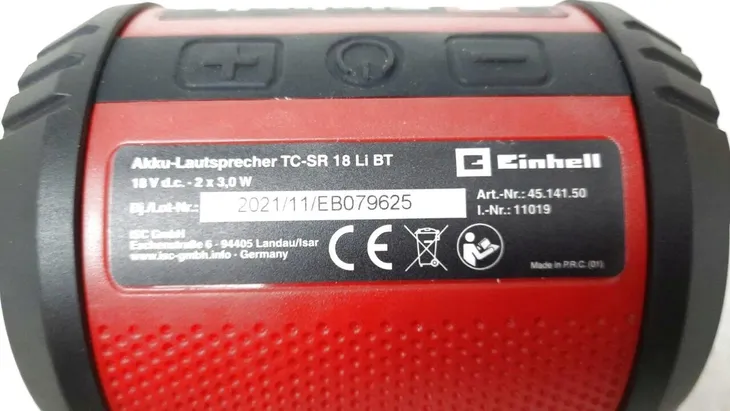 Akku-Lautsprecher TC-SR 18 Li BT
18 V d.c. - 2 x 3,0 W
Bj./Lot-Nr.: 2021/11/EB079625
ISC GmbH
Eschenstraße 6 - 94405 Landau/Isar
www.isc-gmbh.info - Germany
Einhell
Art.-Nr.: 45.141.50
I.-Nr.: 11019
CE
Made in P.R.C. (01)